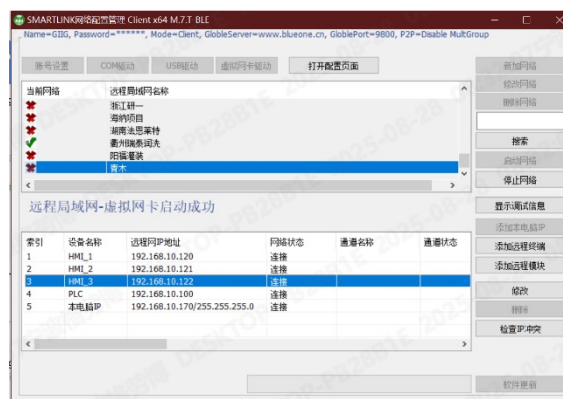 SMARTLINK网络配置管理 Client x64 M.7.T BLE
Name=GIIG, Password=******, Mode=Client, GlobleServer=www.blueone.cn, GloblePort=9800, P2P=Disable MultGroup
账号设置 COM驱动 USB驱动 虚拟网卡驱动 打开配置页面 新加网络
修改网络
当前网络 远程局域网名称 删除网络
浙江研一
海纳项目
湖南法恩莱特
衢州瑞泰润先 搜索
阳福灌装 启动网络
青木 停止网络
远程局域网-虚拟网卡启动成功 显示调试信息
添加本电脑IP
索引 设备名称 远程网IP地址 网络状态 通道名称 通道状态 添加远程终端
1 HMI_1 192.168.10.120 连接
2 HMI_2 192.168.10.121 连接 添加远程模块
3 HMI_3 192.168.10.122 连接
4 PLC 192.168.10.100 连接 修改
5 本电脑IP 192.168.10.170/255.255.255.0 连接 删除
检查IP冲突
软件更新